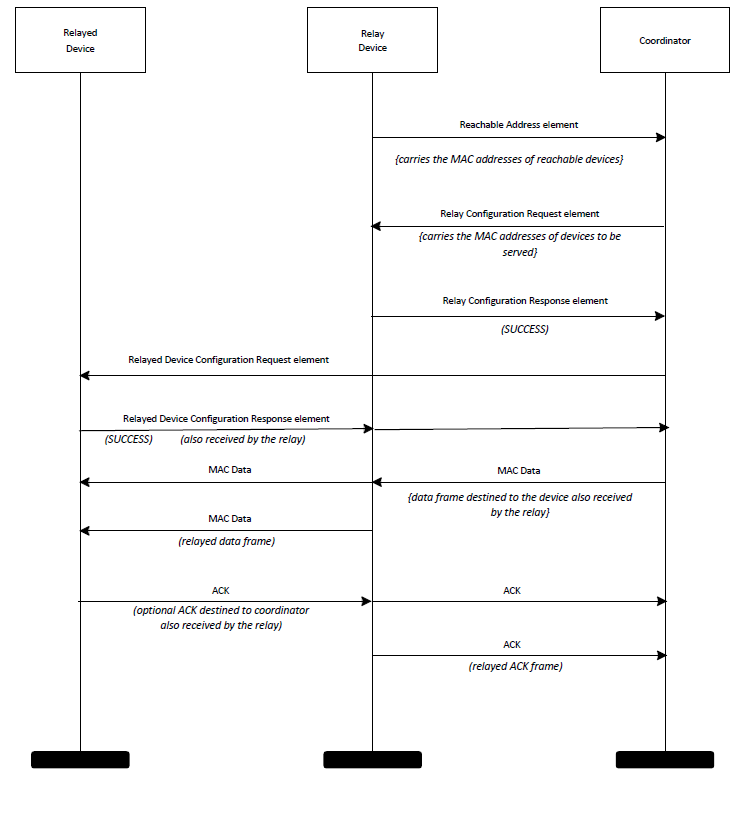 Relayed
Device
Relay
Device
Coordinator
Reachable Address element
{carries the MAC addresses of reachable devices}
Relay Configuration Request element
{carries the MAC addresses of devices to be
served}
Relay Configuration Response element
(SUCCESS)
Relayed Device Configuration Request element
Relayed Device Configuration Response element
(SUCCESS) (also received by the relay)
MAC Data
MAC Data
{data frame destined to the device also received
by the relay}
MAC Data
(relayed data frame)
ACK
ACK
(optional ACK destined to coordinator
also received by the relay)
ACK
(relayed ACK frame)